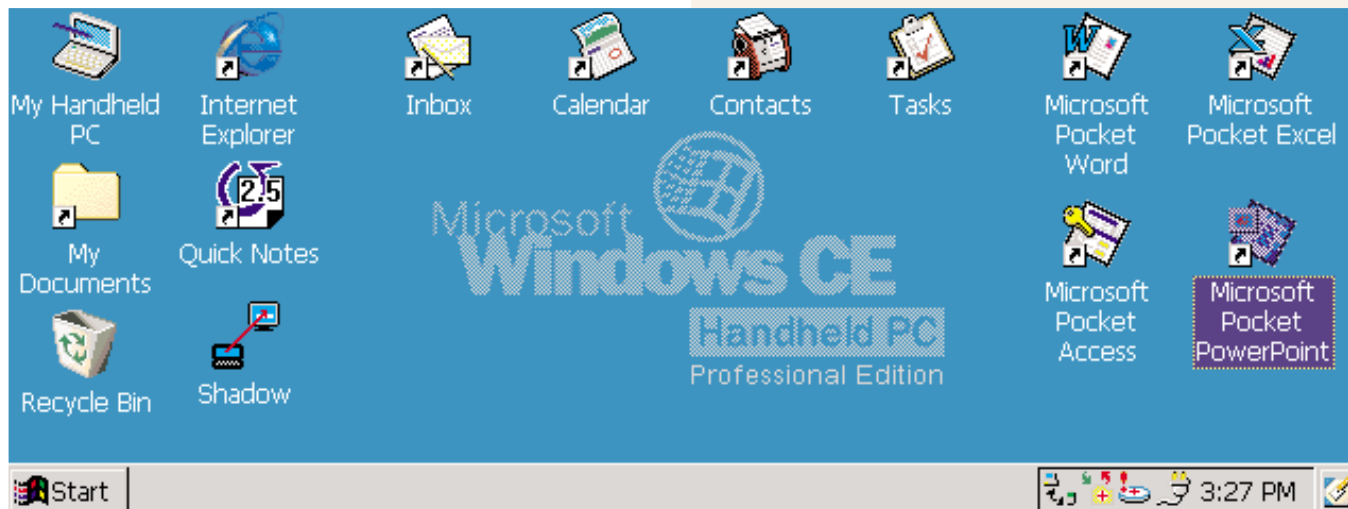 My Handheld
PC
Internet
Explorer
Inbox
Calendar
Contacts
Tasks
Microsoft
Pocket
Word
Microsoft
Pocket Excel
My
Documents
2.5
Quick Notes
Microsoft
Windows CE
Handheld PC
Professional Edition
Microsoft
Pocket
Access
Microsoft
Pocket
PowerPoint
Recycle Bin
Shadow
Start
3:27 PM